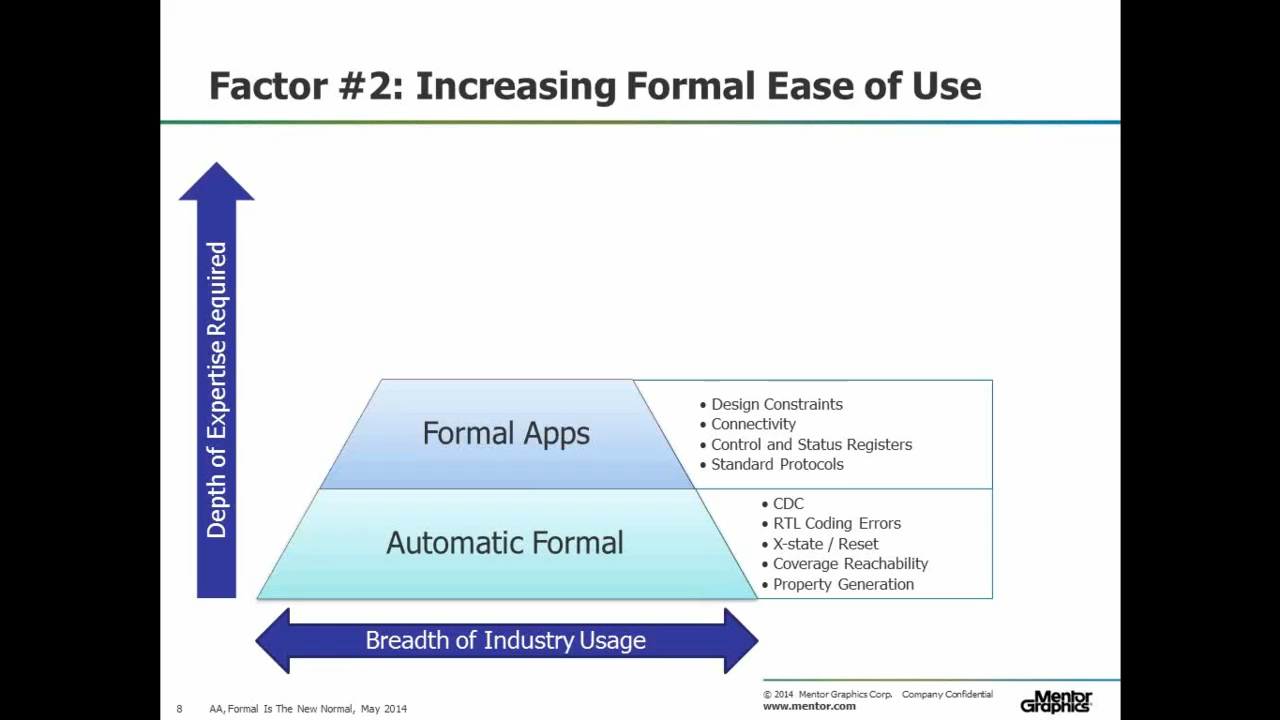 Factor #2: Increasing Formal Ease of Use
Depth of Expertise Required
Formal Apps
• Design Constraints
• Connectivity
• Control and Status Registers
• Standard Protocols
Automatic Formal
• CDC
• RTL Coding Errors
• X-state / Reset
• Coverage Reachability
• Property Generation
Breadth of Industry Usage
8 AA, Formal Is The New Normal, May 2014
© 2014 Mentor Graphics Corp. Company Confidential
www.mentor.com
Mentor
Graphics